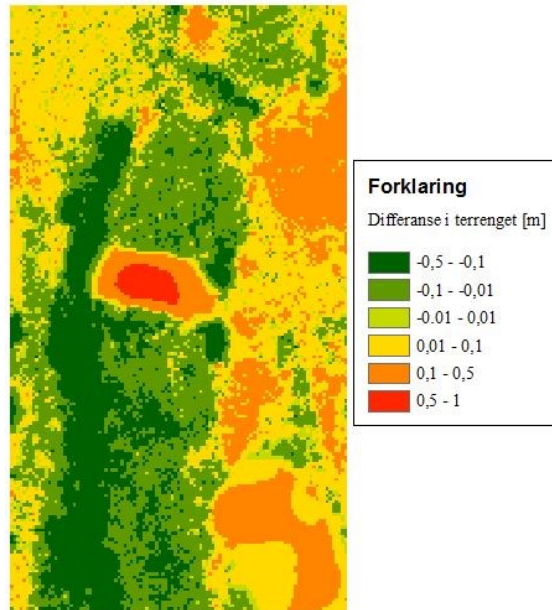 Forklaring
Differanse i terrenget [m]
-0,5 - -0,1
-0,1 - -0,01
-0.01 - 0,01
0,01 - 0,1
0,1 - 0,5
0,5 - 1